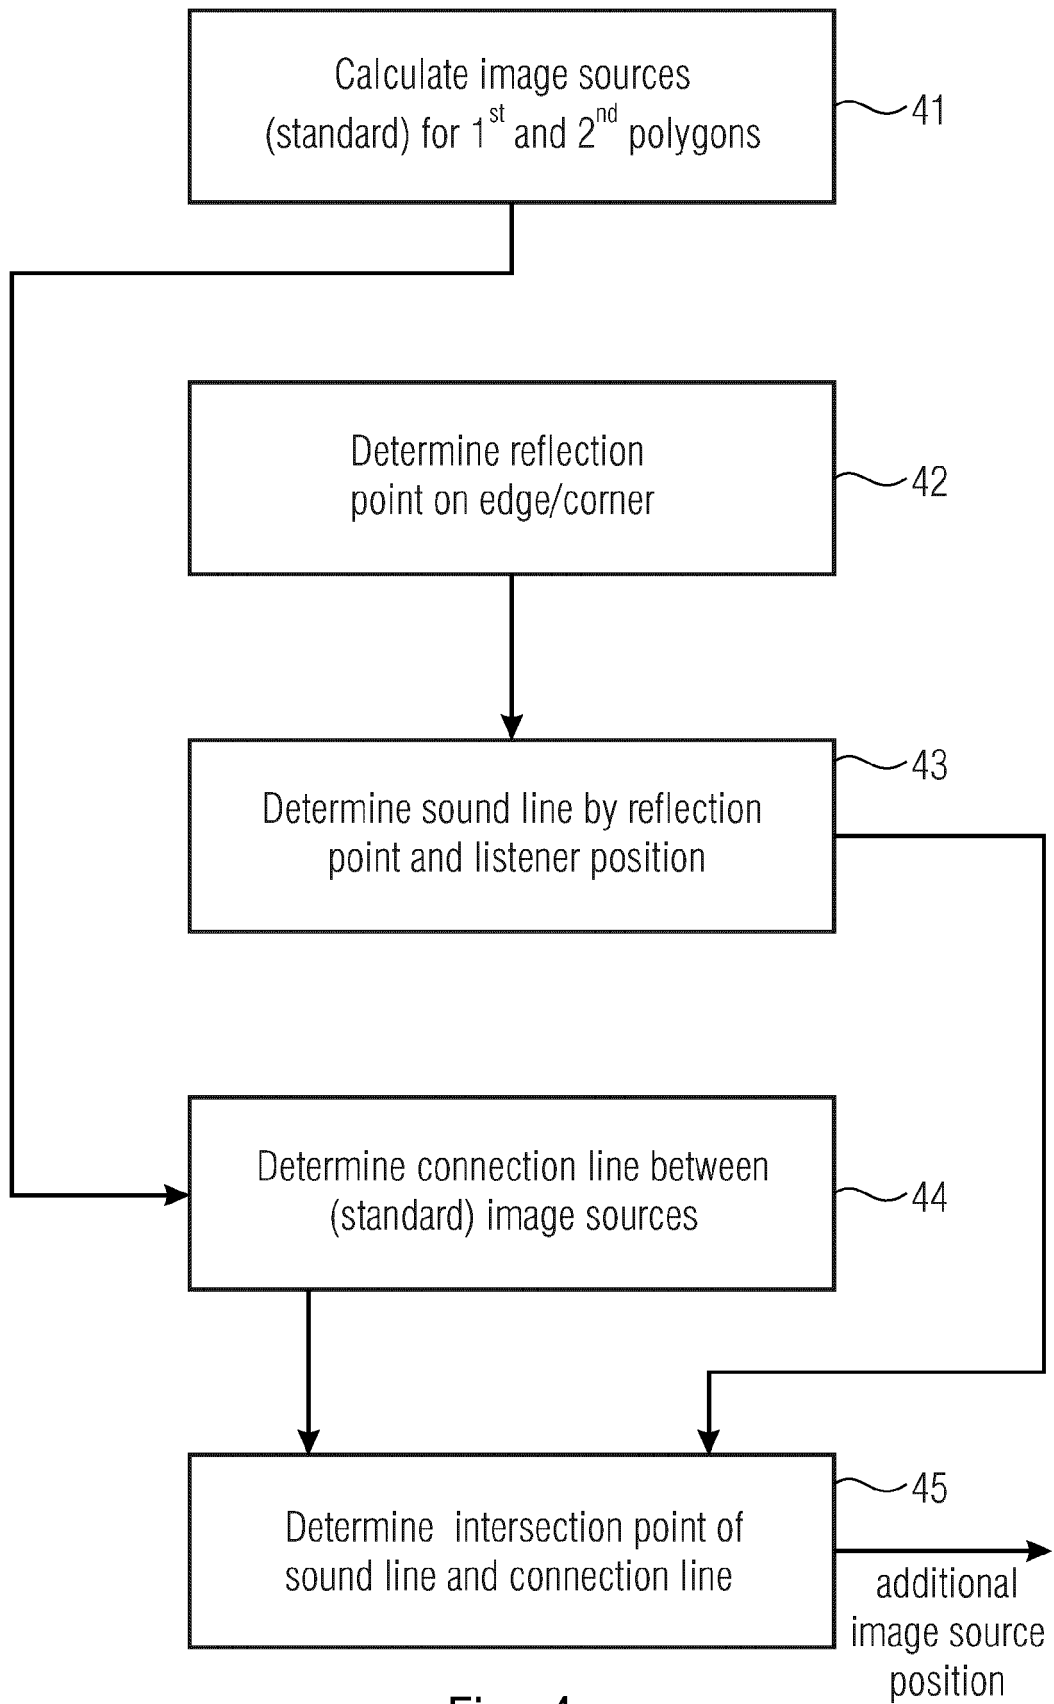 Calculate image sources
(standard) for 1st and 2nd polygons
41
Determine reflection
point on edge/corner
42
Determine sound line by reflection
point and listener position
43
Determine connection line between
(standard) image sources
44
Determine intersection point of
sound line and connection line
45
additional
image source
position